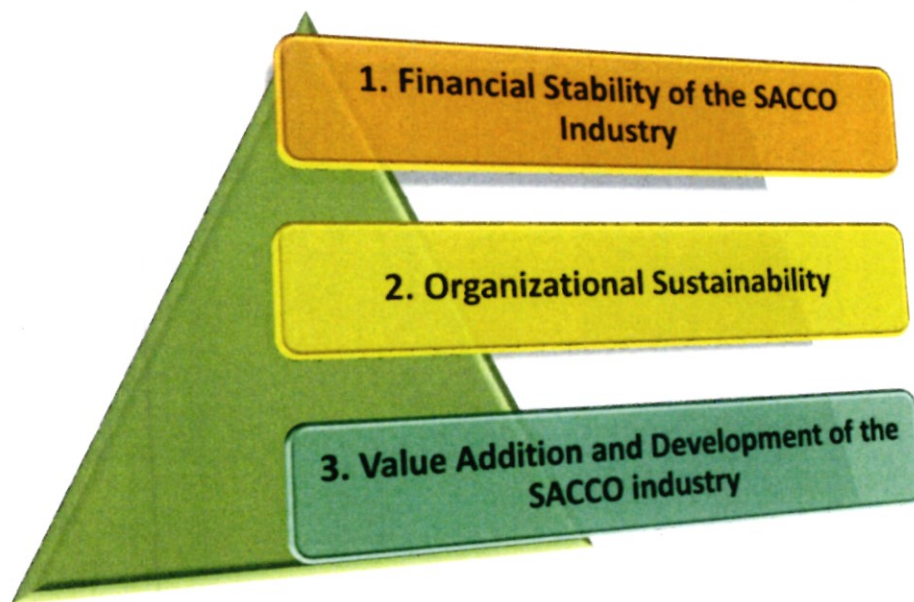 1. Financial Stability of the SACCO
Industry
2. Organizational Sustainability
3. Value Addition and Development of the
SACCO industry